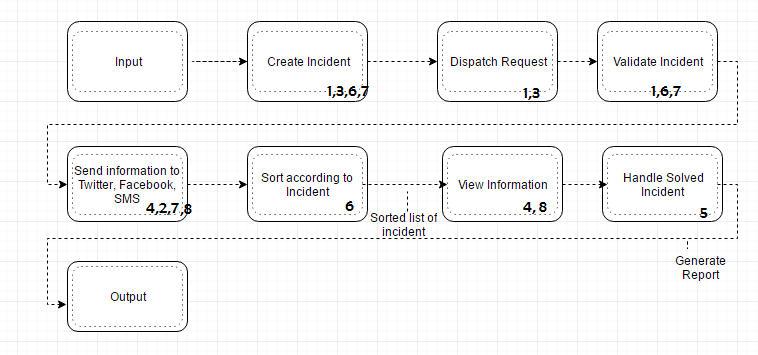 Input
Create Incident
1,3,6,7
Dispatch Request
1,3
Validate Incident
1,6,7
Send information to
Twitter, Facebook,
SMS
4,2,7,8
Sort according to
Incident
6
Sorted list of
incident
View Information
4, 8
Handle Solved
Incident
5
Generate
Report
Output